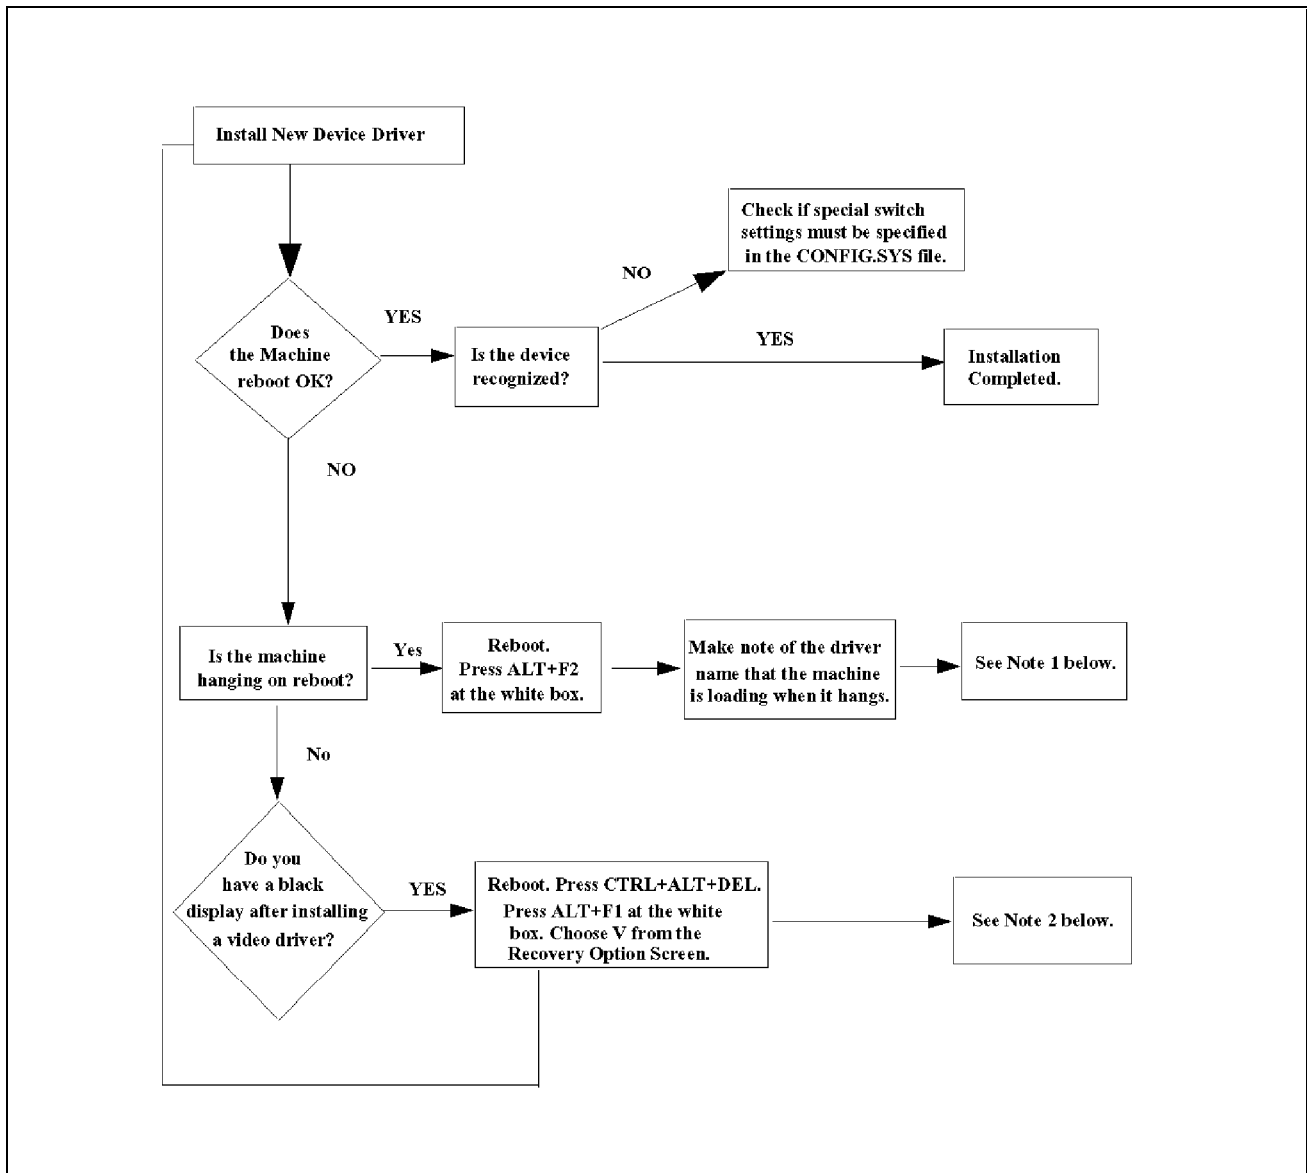 Install New Device Driver
Check if special switch
settings must be specified
in the CONFIG.SYS file.
NO
YES
Does
the Machine
reboot OK?
Is the device
recognized?
YES
Installation
Completed.
NO
Is the machine
hanging on reboot?
Yes
Reboot.
Press ALT+F2
at the white box.
Make note of the driver
name that the machine
is loading when it hangs.
See Note 1 below.
No
Do you
have a black
display after installing
a video driver?
YES
Reboot. Press CTRL+ALT+DEL.
Press ALT+F1 at the white
box. Choose V from the
Recovery Option Screen.
See Note 2 below.